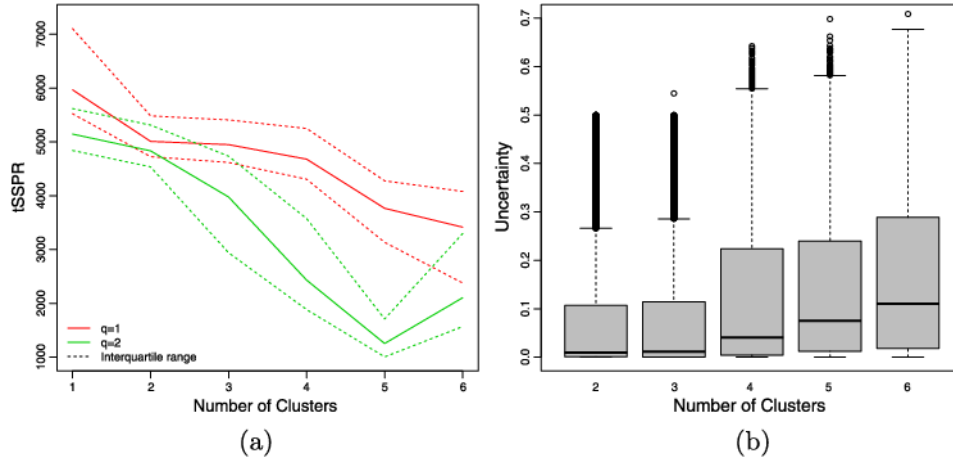 7000
6000
5000
4000
3000
2000
1000
tSSPR
q=1
q=2
Interquartile range
1 2 3 4 5 6
Number of Clusters
(a)
0.7
0.6
0.5
0.4
0.3
0.2
0.1
0.0
Uncertainty
2 3 4 5 6
Number of Clusters
(b)